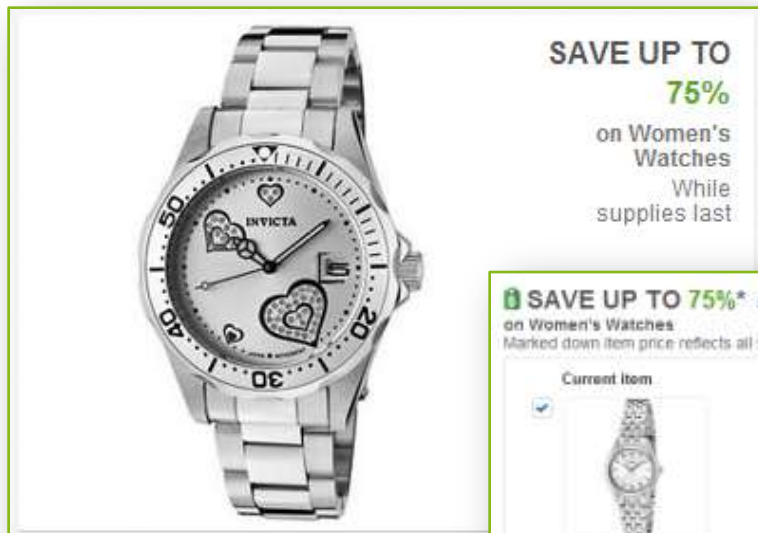 SAVE UP TO
75%
on Women's
Watches
While
supplies last
INVICTA
50
40
30
20
SAVE UP TO 75%*
on Women's Watches
Marked down item price reflects all
Current item